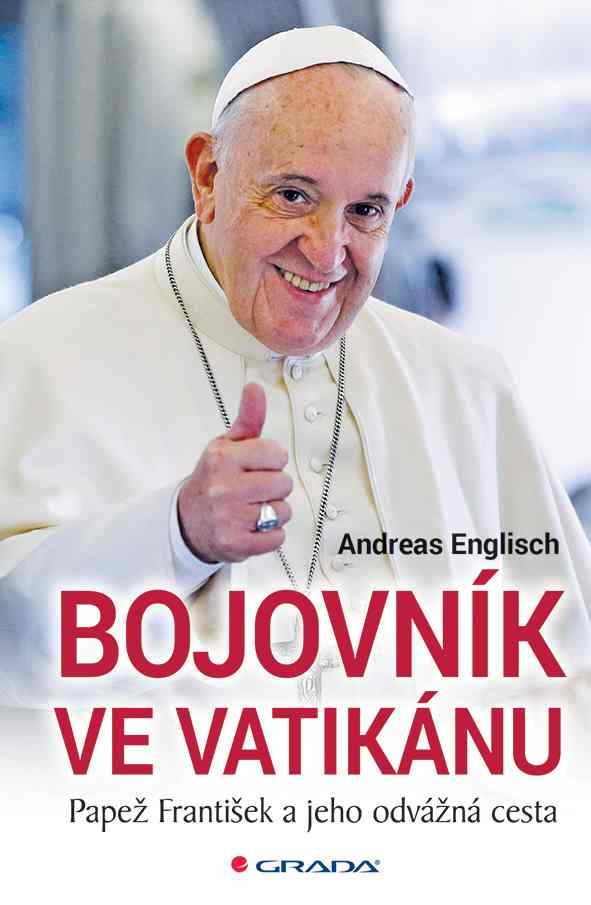 Andreas Englisch
BOJOVNÍK
VE VATIKÁNU
Papež František a jeho odvážná cesta
GRADA®